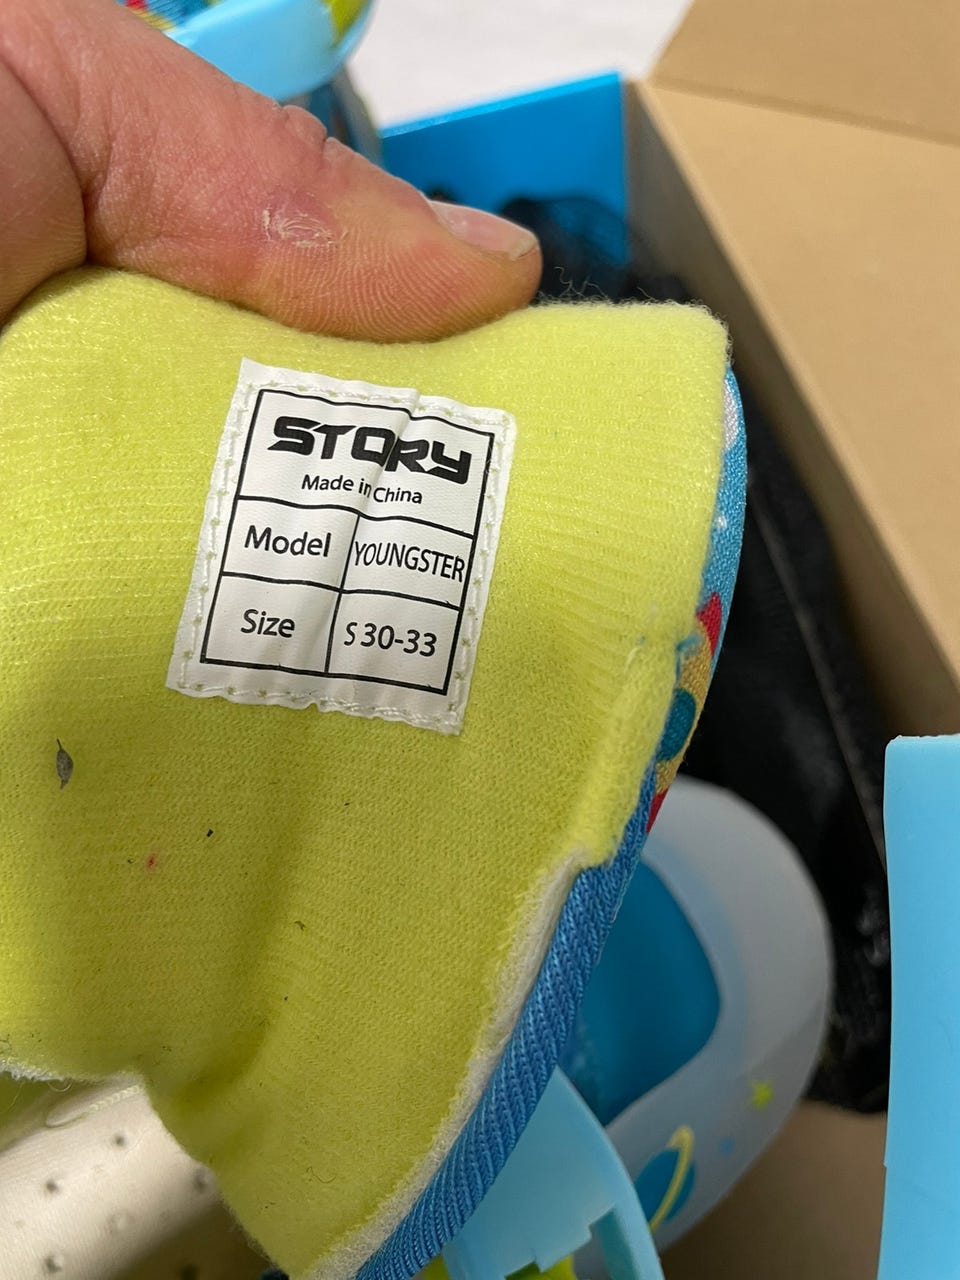 STORY
Made in China
Model YOUNGSTER
Size S 30-33